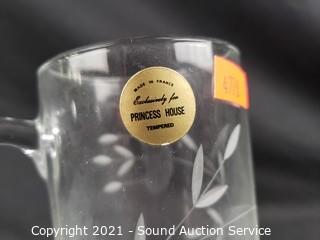 MADE IN FRANCE
Exclusively for
PRINCESS HOUSE
TEMPERED
Copyright 2021 - Sound Auction Service